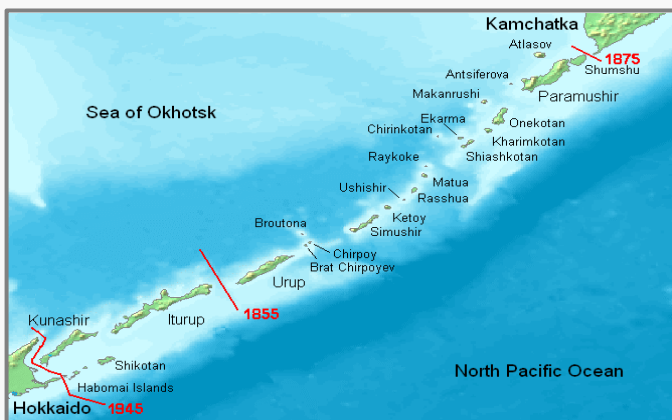 Kamchatka
Atlasov
1875
Shumshu
Antsiferova
Paramushir
Makanrushi
Sea of Okhotsk
Ekarma
Onekotan
Chirinkotan
Kharimkotan
Shiashkotan
Raykoke
Matua
Ushishir
Rasshua
Ketoy
Broutona
Simushir
Chirpoy
Brat Chirpoyev
Urup
Iturup
1855
Kunashir
Shikotan
North Pacific Ocean
Habomai Islands
Hokkaido
1945